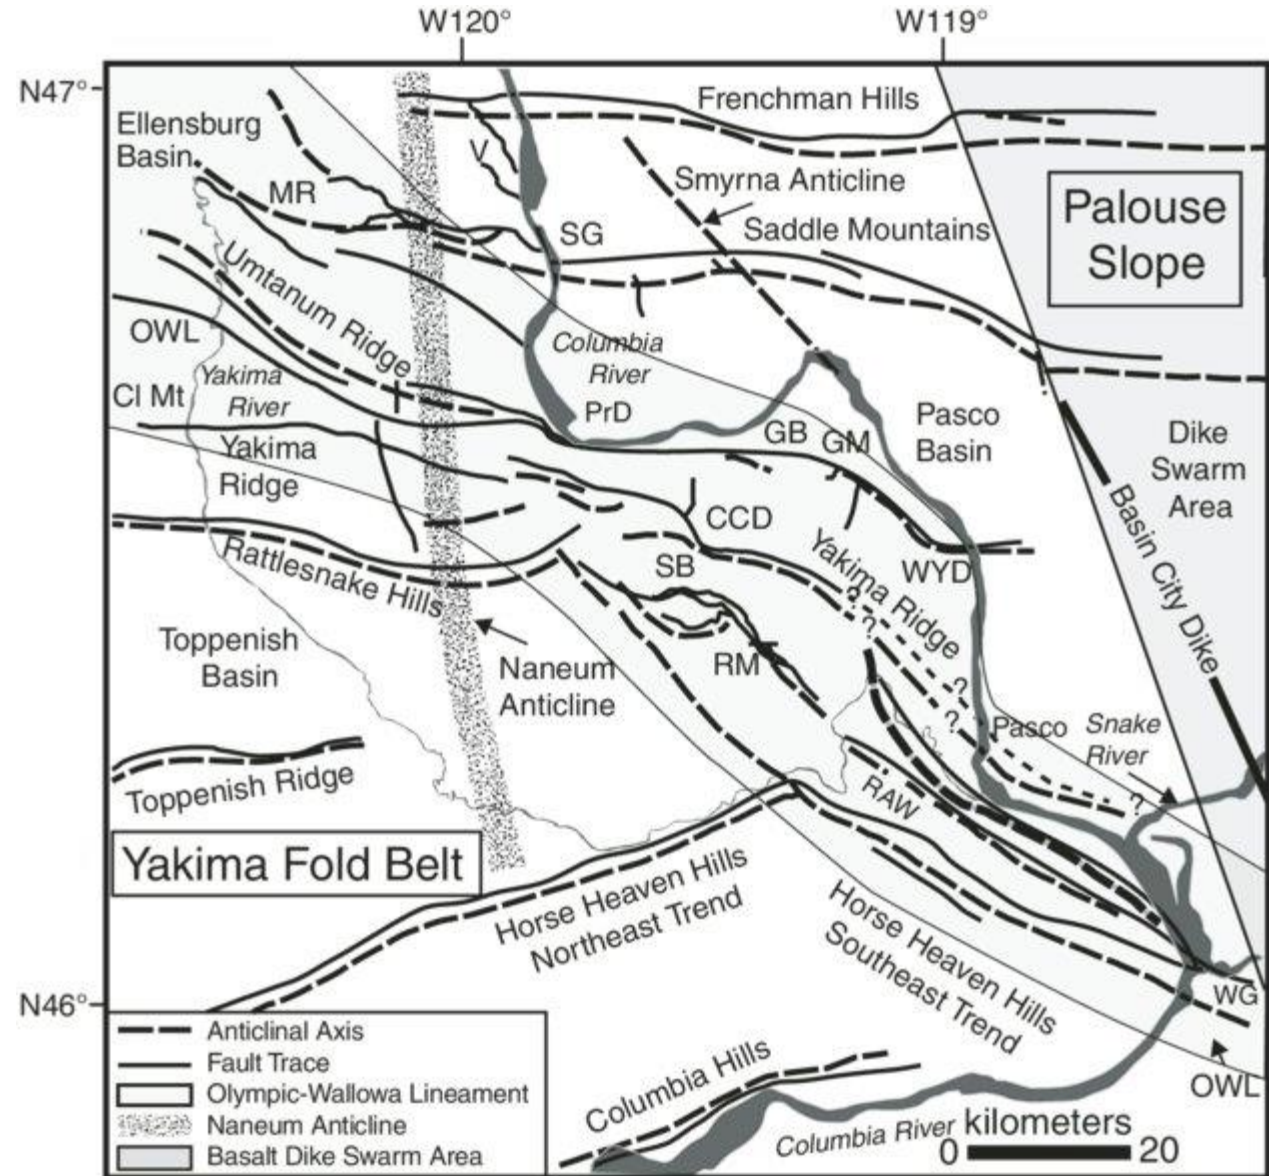 W120°
W119°
N47°
Frenchman Hills
Ellensburg
Basin
V
MR
Smyrna Anticline
SG
Saddle Mountains
Palouse
Slope
Umtanum Ridge
OWL
Columbia
River
Yakima
River
Cl Mt
PrD
Pasco
Basin
GB
GM
Dike
Swarm
Area
Yakima
Ridge
CCD
Basin City Dike
Yakima Ridge
WYD
Rattlesnake Hills
SB
?
?
Toppenish
Basin
RM
Naneum
Anticline
?
?
Pasco
Snake
River
Toppenish Ridge
RAW
?
Yakima Fold Belt
Horse Heaven Hills
Northeast Trend
Horse Heaven Hills
Southeast Trend
WG
N46°
OWL
Anticlinal Axis
Fault Trace
Olympic-Wallowa Lineament
Naneum Anticline
Basalt Dike Swarm Area
Columbia Hills
Columbia River
kilometers
0 20